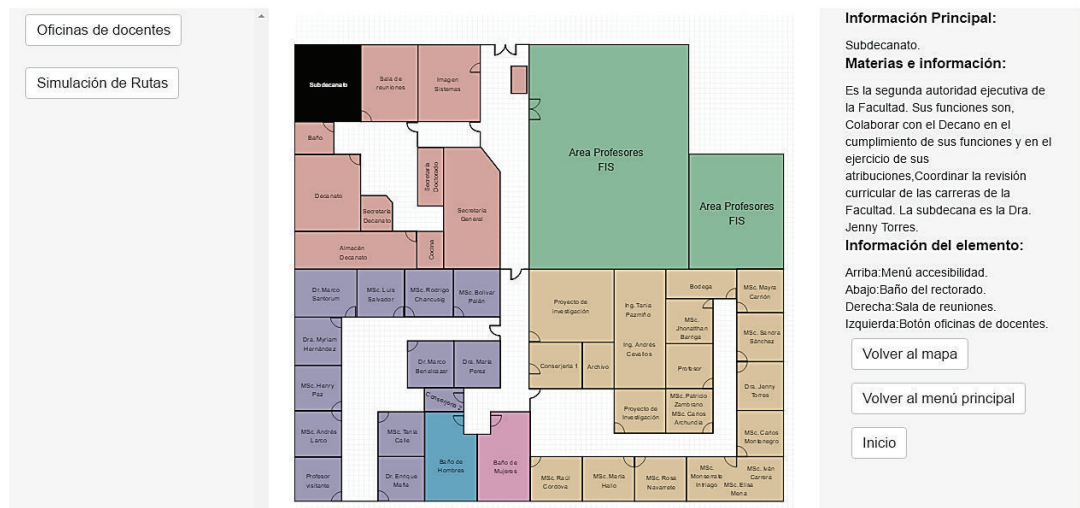 Oficinas de docentes
Simulación de Rutas
Subdecanato
Sala de
reuniones
Imagen
Sistemas
Baño
Decanato
Secretaría
Decanato
Secretaría
Doctorado
Secretaría
General
Almacén
Decanato
Cocina
Area Profesores
FIS
Area Profesores
FIS
Dr. Marco
Santorum
MSc. Luis
Salvador
MSc. Rodrigo
Chancusig
MSc. Bolívar
Palán
Dra. Myriam
Hernández
Dr. Marco
Benalcázar
Dra. María
Perez
MSc. Henry
Paz
Conserjería 2
MSc. Andrés
Larco
MSc. Tania
Calle
Profesor
visitante
Dr. Enrique
Mafla
Baño de
Hombres
Baño de
Mujeres
Proyecto de
Investigación
Ing. Tania
Pazmiño
Ing. Andrés
Cevallos
Bodega
MSc. Mayra
Carrión
MSc.
Jhonatthan
Barriga
MSc. Sandra
Sánchez
Conserjería 1
Archivo
Profesor
Dra. Jenny
Torres
Proyecto de
Investigación
MSc. Patricio
Zambrano
MSc. Carlos
Archundia
MSc. Carlos
Montenegro
MSc. Raúl
Córdova
MSc. María
Hallo
MSc. Rosa
Navarrete
MSc.
Monserrate
Intriago
MSc. Elisa
Mena
MSc. Iván
Carrera
Información Principal:
Subdecanato.
Materias e información:
Es la segunda autoridad ejecutiva de
la Facultad. Sus funciones son,
Colaborar con el Decano en el
cumplimiento de sus funciones y en el
ejercicio de sus
atribuciones,Coordinar la revisión
curricular de las carreras de la
Facultad. La subdecana es la Dra.
Jenny Torres.
Información del elemento:
Arriba:Menú accesibilidad.
Abajo:Baño del rectorado.
Derecha:Sala de reuniones.
Izquierda:Botón oficinas de docentes.
Volver al mapa
Volver al menú principal
Inicio